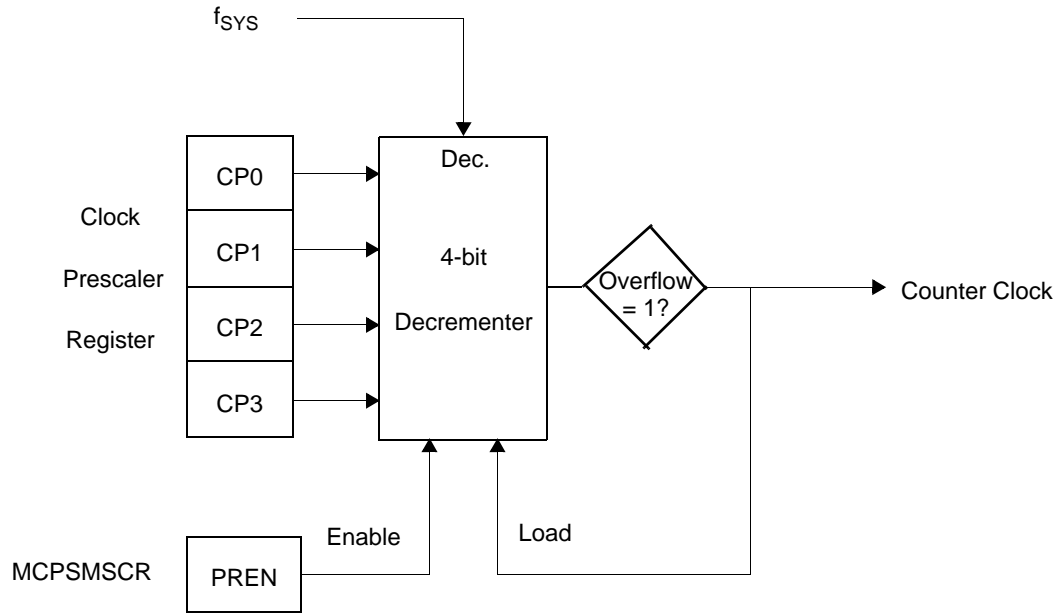 fSYS
Dec.
CP0
Clock
CP1
4-bit
Overflow
= 1?
Counter Clock
Prescaler
CP2
Decrementer
Register
CP3
Enable
Load
MCPSMSCR
PREN